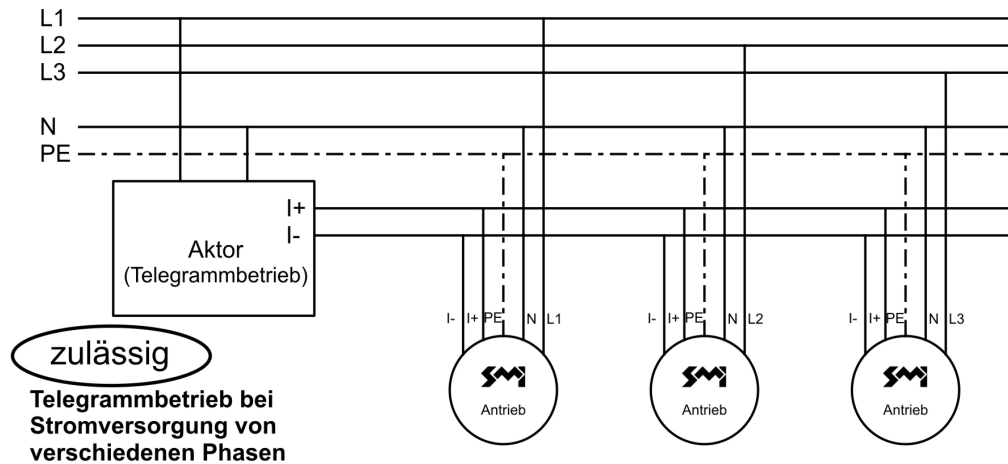 L1
L2
L3
N
PE
I+
I-
Aktor
(Telegrammbetrieb)
I- I+ PE N L1
I- I+ PE N L2
I- I+ PE N L3
SMI
Antrieb
SMI
Antrieb
SMI
Antrieb
zulässig
Telegrammbetrieb bei
Stromversorgung von
verschiedenen Phasen